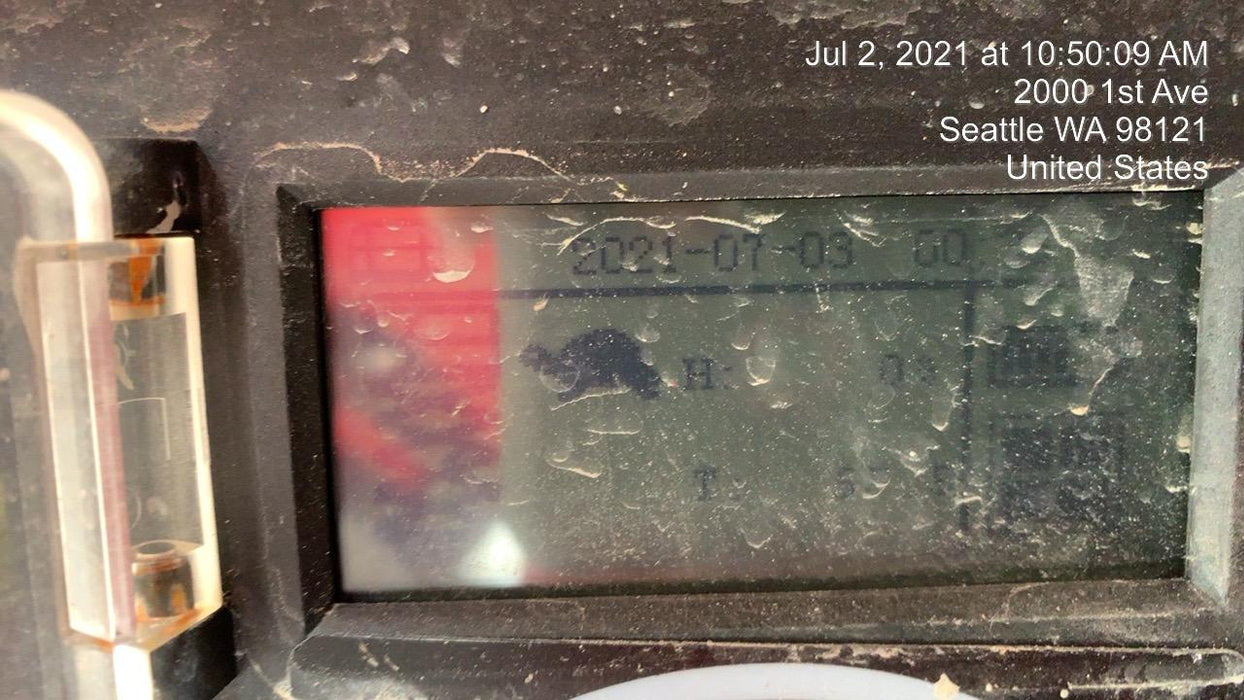 Jul 2, 2021 at 10:50:09 AM
2000 1st Ave
Seattle WA 98121
United States
2021-07-03
H:
T: